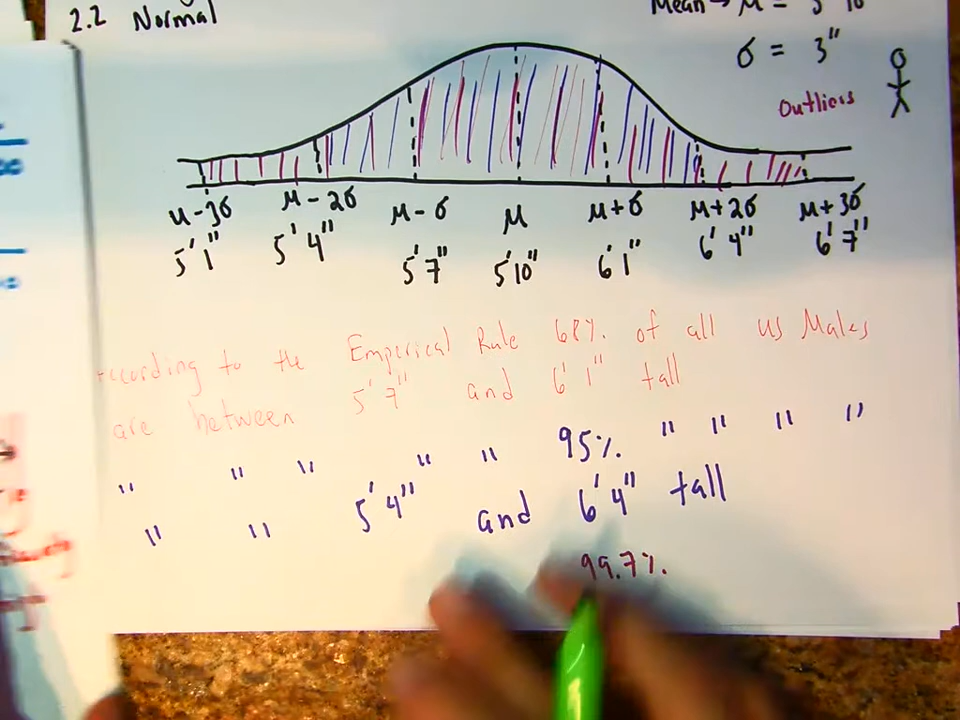 2.2 Normal
Mean → μ = 5'10"
σ = 3"
Outliers
μ-3σ μ-2σ μ-σ μ μ+σ μ+2σ μ+3σ
5'1" 5'4" 5'7" 5'10" 6'1" 6'4" 6'7"
ccording to the Emperical Rule 68% of all US Males
are between 5'7" and 6'1" tall
" " " " " 95% " " " "
" " 5'4" and 6'4" tall
99.7%